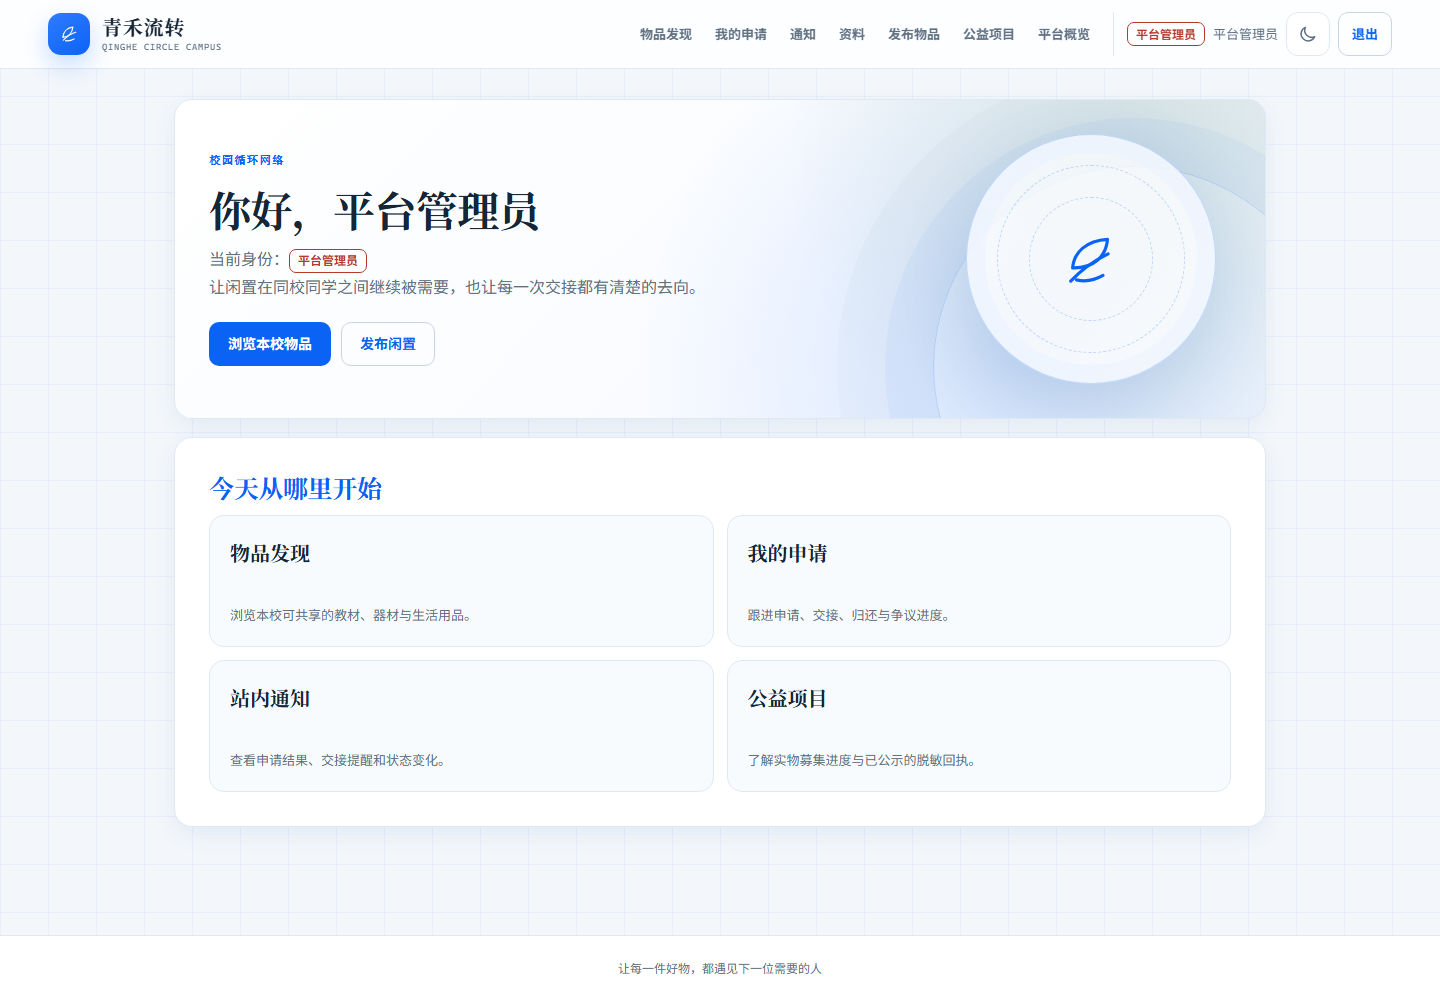 青禾流转
QINGHE CIRCLE CAMPUS
物品发现 我的申请 通知 资料 发布物品 公益项目 平台概览 平台管理员 平台管理员 退出
校园循环网络
你好，平台管理员
当前身份： 平台管理员
让闲置在同校同学之间继续被需要，也让每一次交接都有清楚的去向。
浏览本校物品 发布闲置
今天从哪里开始
物品发现
浏览本校可共享的教材、器材与生活用品。
我的申请
跟进申请、交接、归还与争议进度。
站内通知
查看申请结果、交接提醒和状态变化。
公益项目
了解实物募集进度与已公示的脱敏回执。
让每一件好物，都遇见下一位需要的人